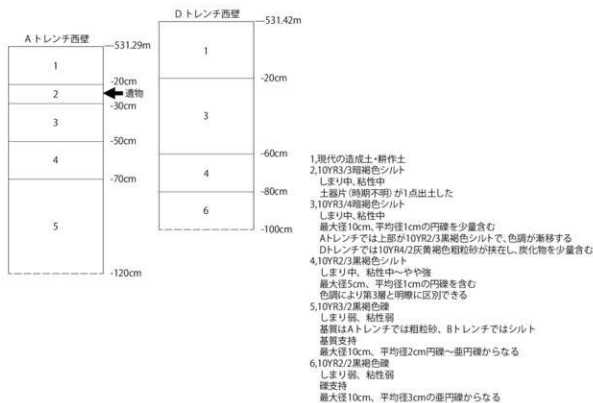 D トレンチ西壁
531.42m
A トレンチ西壁
531.29m
1
1
-20cm
-20cm
2
遺物
-30cm
3
3
-50cm
4
-60cm
-70cm
4
-80cm
5
6
-100cm
-120cm
1,現代の造成土・耕作土
2,10YR3/3暗褐色シルト
しまり中、粘性中
土器片(時期不明)が1点出土した
3,10YR3/4暗褐色シルト
しまり中、粘性中
最大径10cm、平均径1cmの円礫を少量含む
Aトレンチでは上部が10YR2/3黒褐色シルトで、色調が漸移する
Dトレンチでは10YR4/2灰黄褐色粗粒砂が挟在し、炭化物を少量含む
4,10YR2/3黒褐色シルト
しまり中、粘性中〜やや強
最大径5cm、平均径1cmの円礫を含む
色調により第3層と明瞭に区別できる
5,10YR3/2黒褐色礫
しまり弱、粘性弱
基質はAトレンチでは粗粒砂、Bトレンチではシルト
基質支持
最大径10cm、平均径2cm円礫〜亜円礫からなる
6,10YR2/2黒褐色礫
しまり弱、粘性弱
礫支持
最大径10cm、平均径3cmの亜円礫からなる